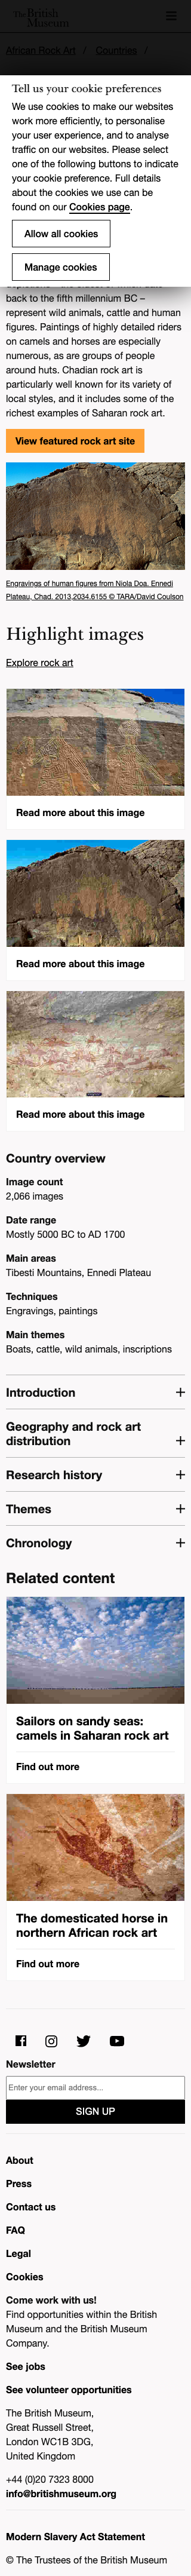 The British
Museum
African Rock Art / Countries /
Tell us your cookie preferences
We use cookies to make our websites
work more efficiently, to personalise
your user experience, and to analyse
traffic on our websites. Please select
one of the following buttons to indicate
your cookie preference. Full details
about the cookies we use can be
found on our Cookies page.
Allow all cookies
Manage cookies
back to the fifth millennium BC –
represent wild animals, cattle and human
figures. Paintings of highly detailed riders
on camels and horses are especially
numerous, as are groups of people
around huts. Chadian rock art is
particularly well known for its variety of
local styles, and it includes some of the
richest examples of Saharan rock art.
View featured rock art site
Engravings of human figures from Niola Doa. Ennedi
Plateau, Chad. 2013,2034.6155 © TARA/David Coulson
Highlight images
Explore rock art
Read more about this image
Read more about this image
Read more about this image
Country overview
Image count
2,066 images
Date range
Mostly 5000 BC to AD 1700
Main areas
Tibesti Mountains, Ennedi Plateau
Techniques
Engravings, paintings
Main themes
Boats, cattle, wild animals, inscriptions
Introduction
Geography and rock art
distribution
Research history
Themes
Chronology
Related content
Sailors on sandy seas:
camels in Saharan rock art
Find out more
The domesticated horse in
northern African rock art
Find out more
Newsletter
Enter your email address...
SIGN UP
About
Press
Contact us
FAQ
Legal
Cookies
Come work with us!
Find opportunities within the British
Museum and the British Museum
Company.
See jobs
See volunteer opportunities
The British Museum,
Great Russell Street,
London WC1B 3DG,
United Kingdom
+44 (0)20 7323 8000
info@britishmuseum.org
Modern Slavery Act Statement
© The Trustees of the British Museum